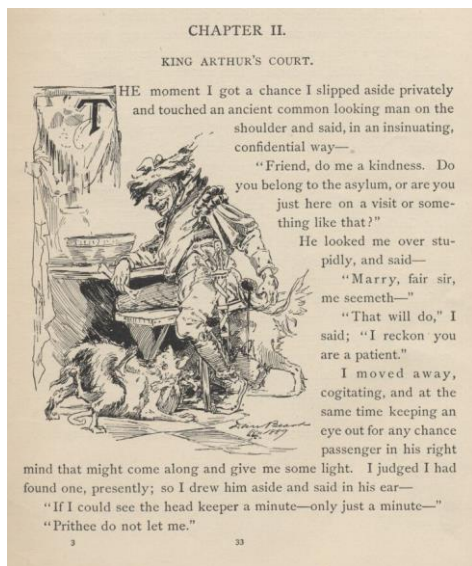 CHAPTER II.
KING ARTHUR'S COURT.
THE moment I got a chance I slipped aside privately
and touched an ancient common looking man on the
shoulder and said, in an insinuating,
confidential way—
"Friend, do me a kindness. Do
you belong to the asylum, or are you
just here on a visit or some-
thing like that?"
He looked me over stu-
pidly, and said—
"Marry, fair sir,
me seemeth—"
"That will do," I
said; "I reckon you
are a patient."
I moved away,
cogitating, and at the
same time keeping an
eye out for any chance
passenger in his right
mind that might come along and give me some light. I judged I had
found one, presently; so I drew him aside and said in his ear—
"If I could see the head keeper a minute—only just a minute—"
"Prithee do not let me."
3 33